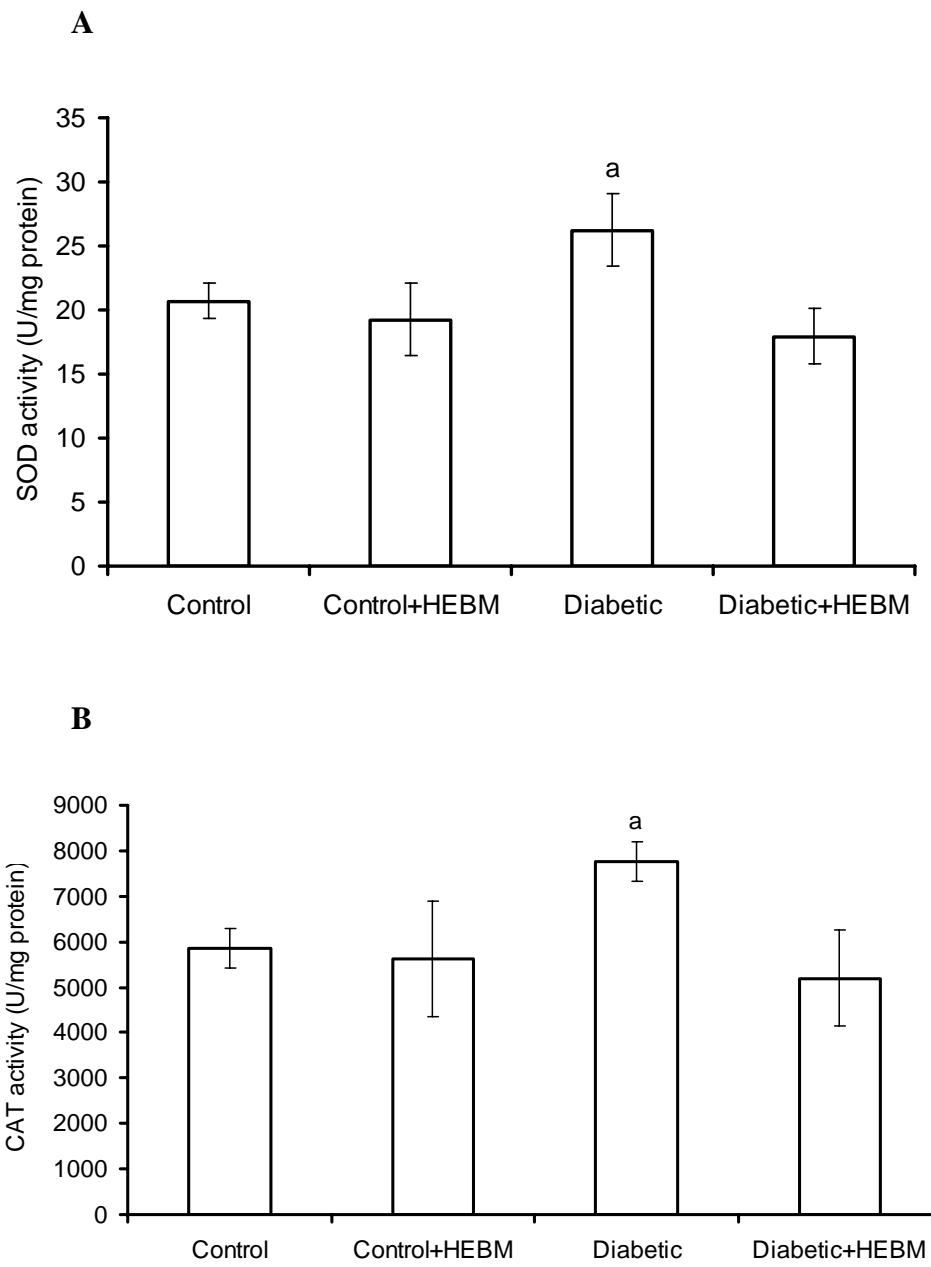 A
35
30
25
20
15
10
5
0
SOD activity (U/mg protein)
a
Control Control+HEBM Diabetic Diabetic+HEBM
B
9000
8000
7000
6000
5000
4000
3000
2000
1000
0
CAT activity (U/mg protein)
a
Control Control+HEBM Diabetic Diabetic+HEBM